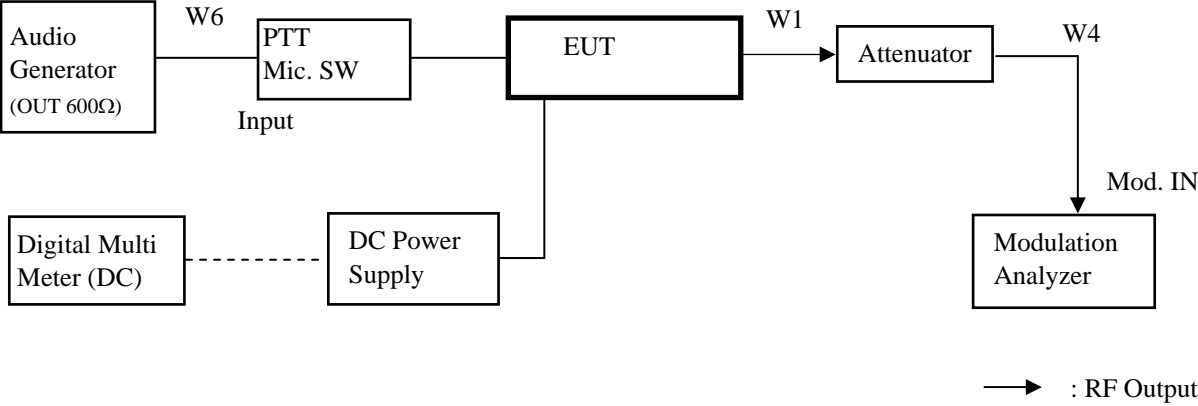 W6
W1
W4
Audio
Generator
(OUT 600Ω)
PTT
Mic. SW
Input
EUT
Attenuator
Mod. IN
Digital Multi
Meter (DC)
DC Power
Supply
Modulation
Analyzer
: RF Output